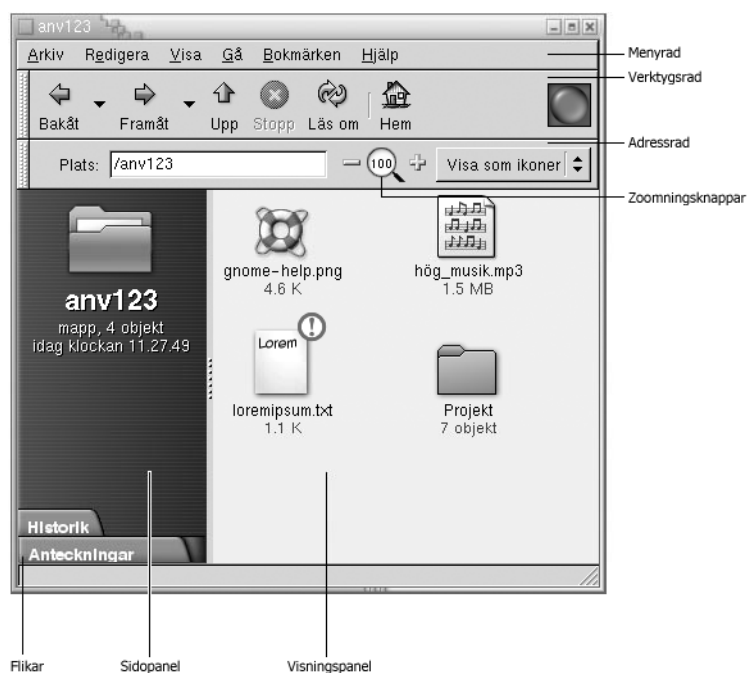 anv123
Arkiv Redigera Visa Gå Bokmärken Hjälp
Menyrad
Verktygsrad
Bakåt Framåt Upp Stopp Läs om Hem
Adressrad
Plats: /anv123 100 Visa som ikoner
Zoomningsknappar
anv123
mapp, 4 objekt
idag klockan 11.27.49
gnome-help.png
4.6 K
hög_musik.mp3
1.5 MB
Lorem
loremipsum.txt
1.1 K
Projekt
7 objekt
Historik
Anteckningar
Flikar Sidopanel Visningspanel